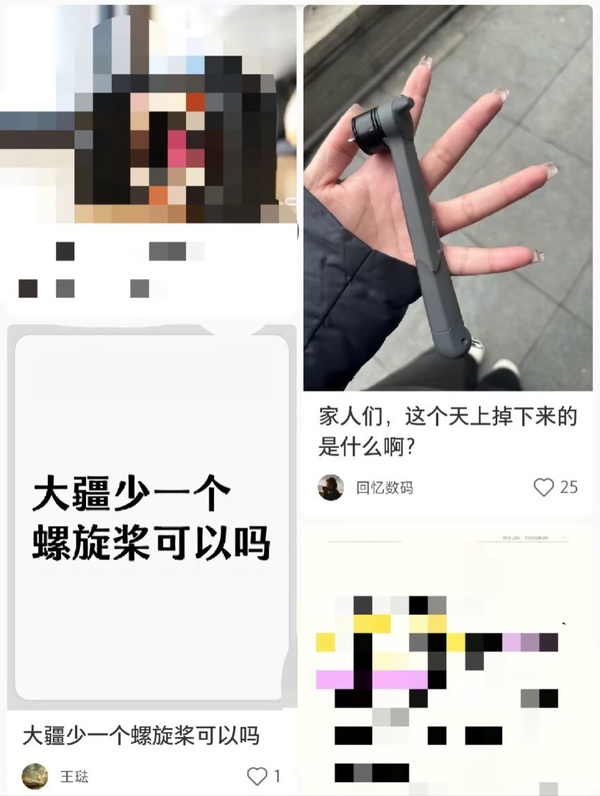 大疆少一个
螺旋桨可以吗
大疆少一个螺旋桨可以吗
王琺
1
家人们，这个天上掉下来的
是什么啊？
回忆数码
25